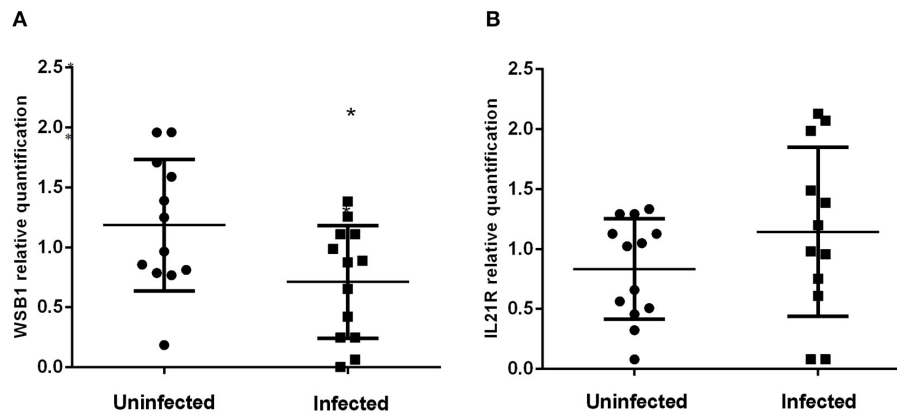 A
WSB1 relative quantification
2.5
2.0
1.5
1.0
0.5
0.0
*
*
*
*
Uninfected
Infected
B
IL21R relative quantification
2.5
2.0
1.5
1.0
0.5
0.0
Uninfected
Infected